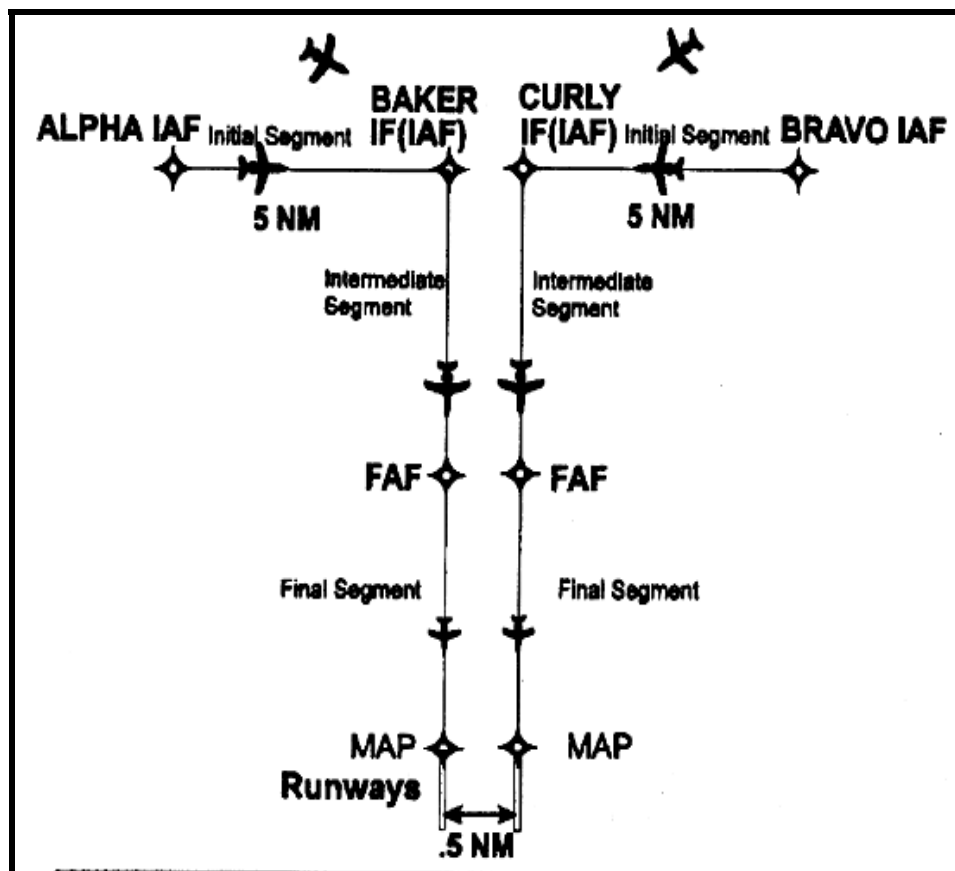 BAKER
CURLY
ALPHA IAF
Initial Segment
IF(IAF)
IF(IAF)
Initial Segment
BRAVO IAF
5 NM
5 NM
Intermediate
Segment
Intermediate
Segment
FAF
FAF
Final Segment
Final Segment
MAP
MAP
Runways
.5 NM